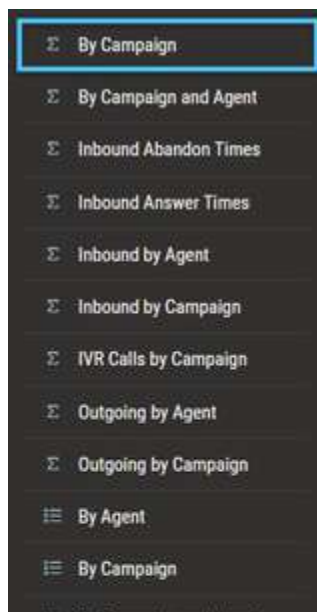 Σ By Campaign
Σ By Campaign and Agent
Σ Inbound Abandon Times
Σ Inbound Answer Times
Σ Inbound by Agent
Σ Inbound by Campaign
Σ IVR Calls by Campaign
Σ Outgoing by Agent
Σ Outgoing by Campaign
By Agent
By Campaign